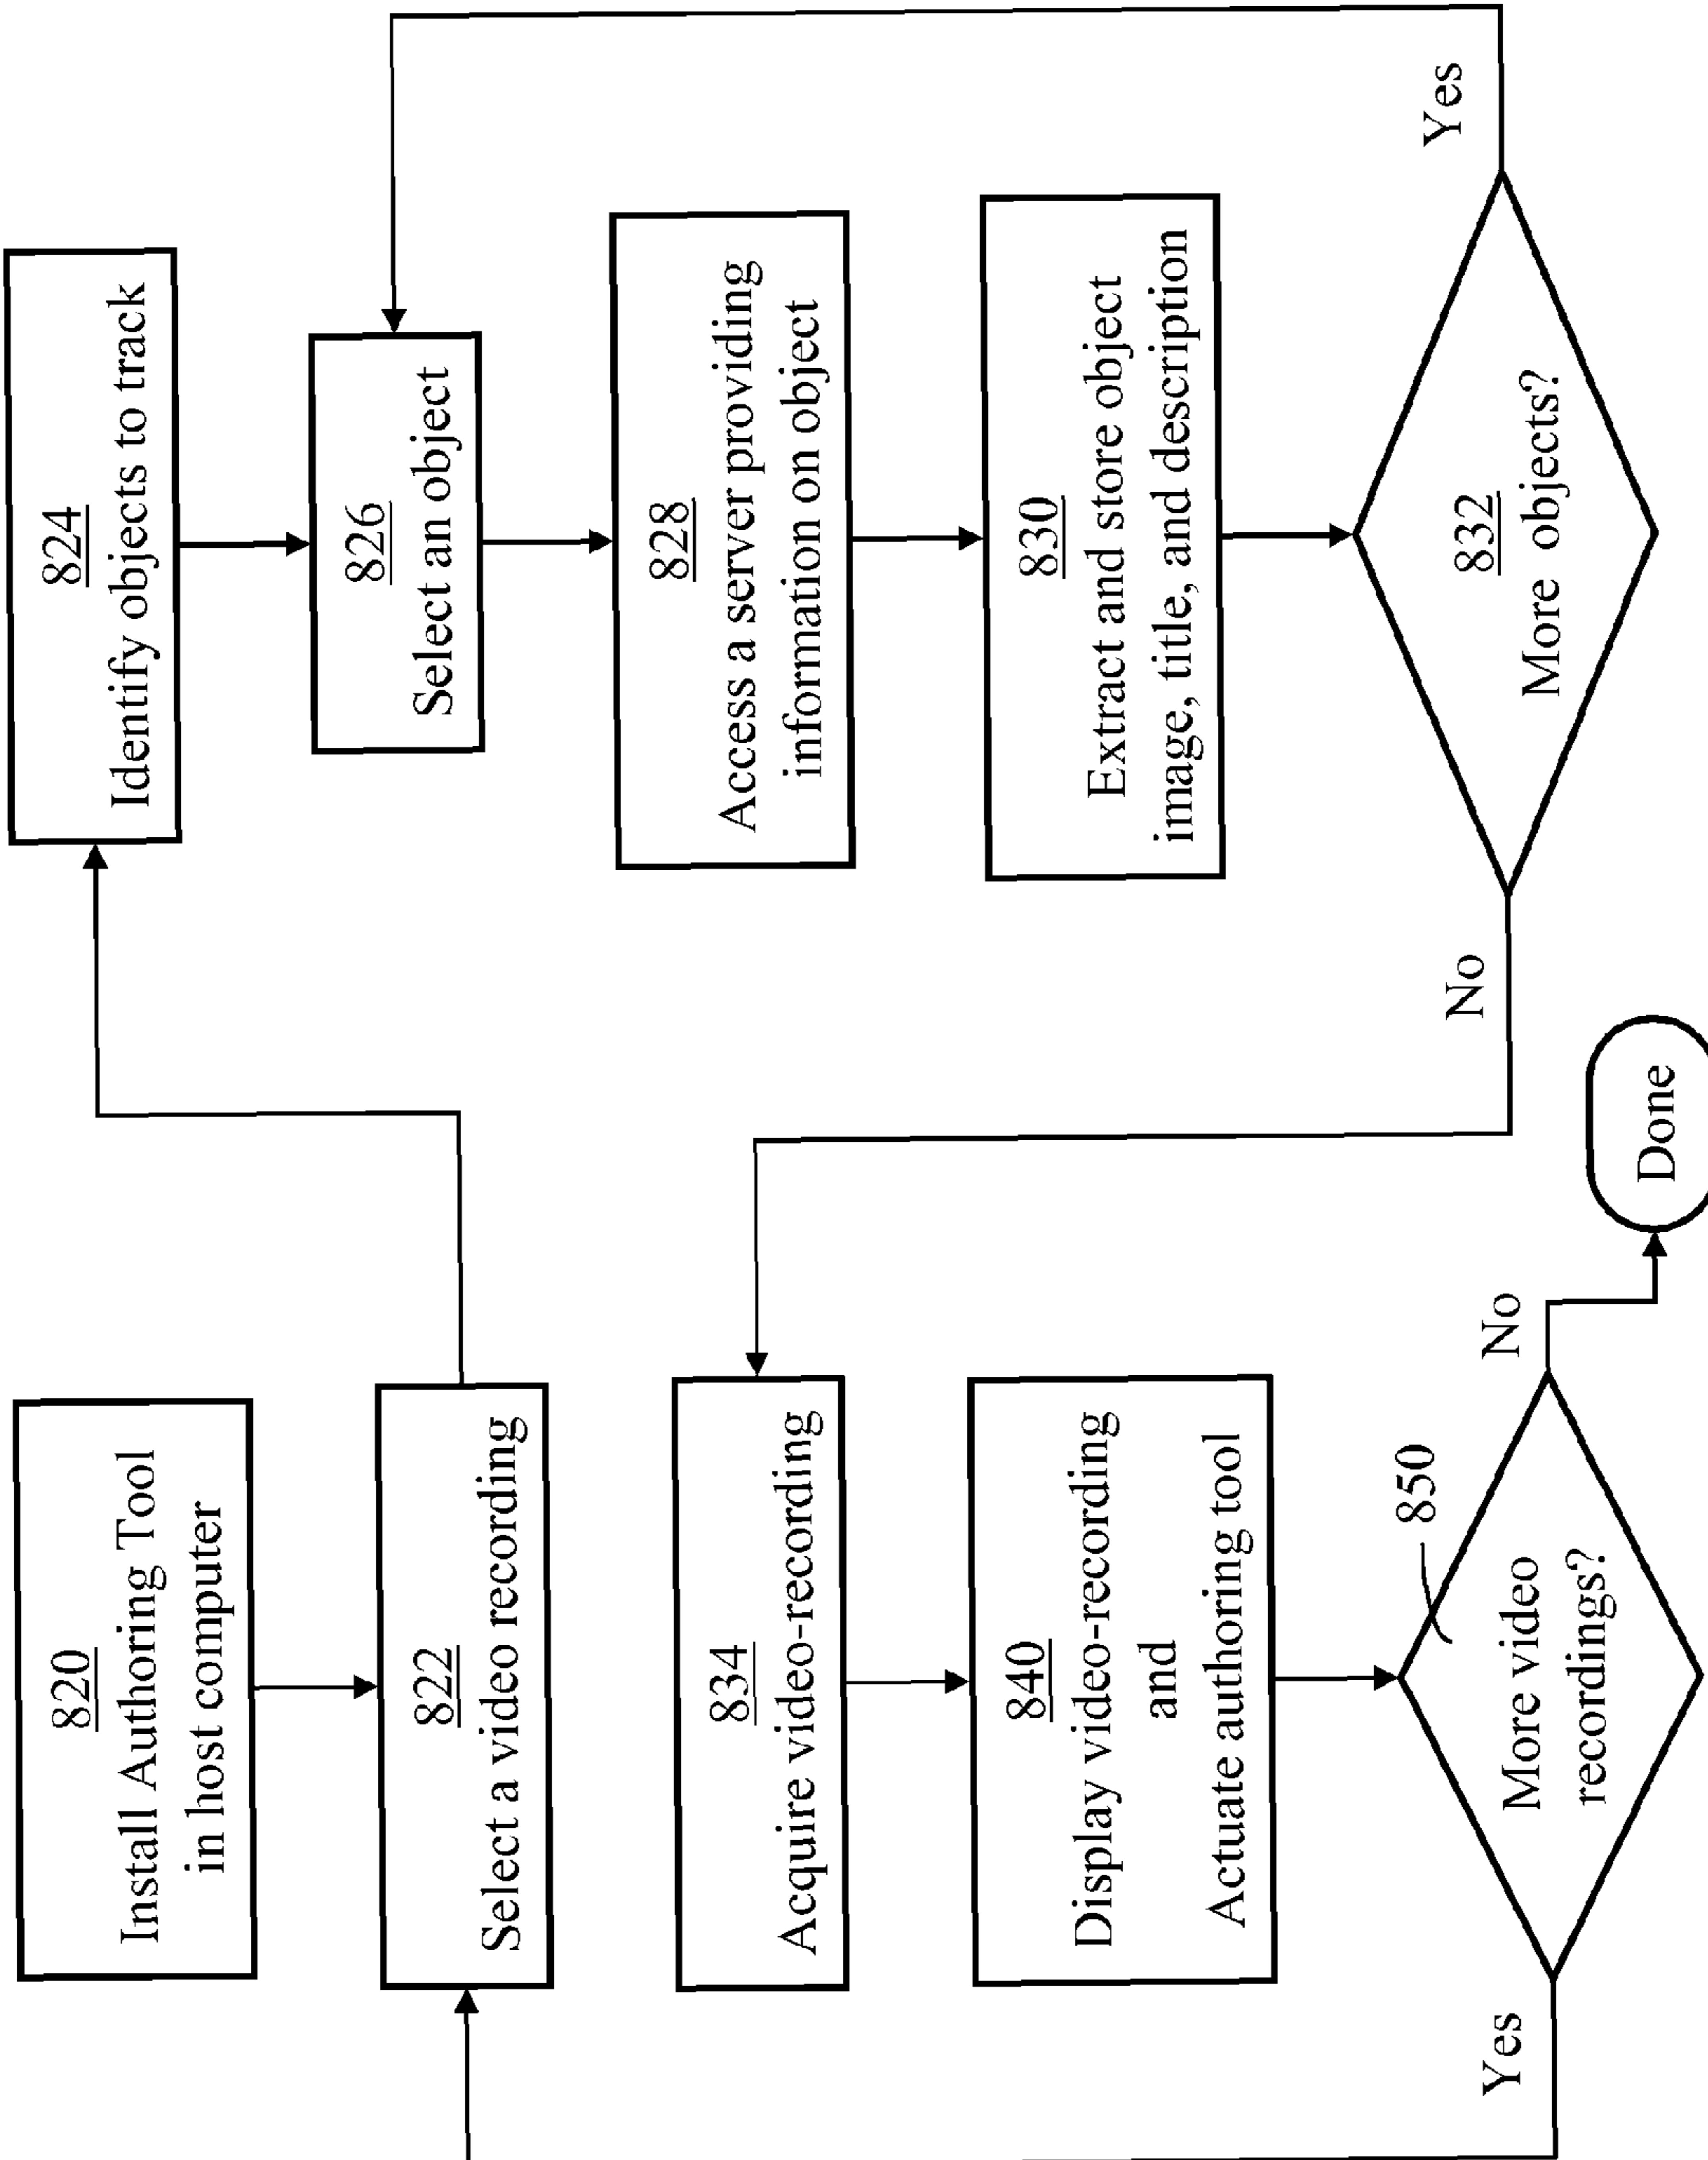 820
Install Authoring Tool
in host computer
822
Select a video recording
824
Identify objects to track
826
Select an object
828
Access a server providing
information on object
830
Extract and store object
image, title, and description
832
More objects?
Yes
No
834
Acquire video-recording
840
Display video-recording
and
Actuate authoring tool
850
More video
recordings?
Yes
No
Done